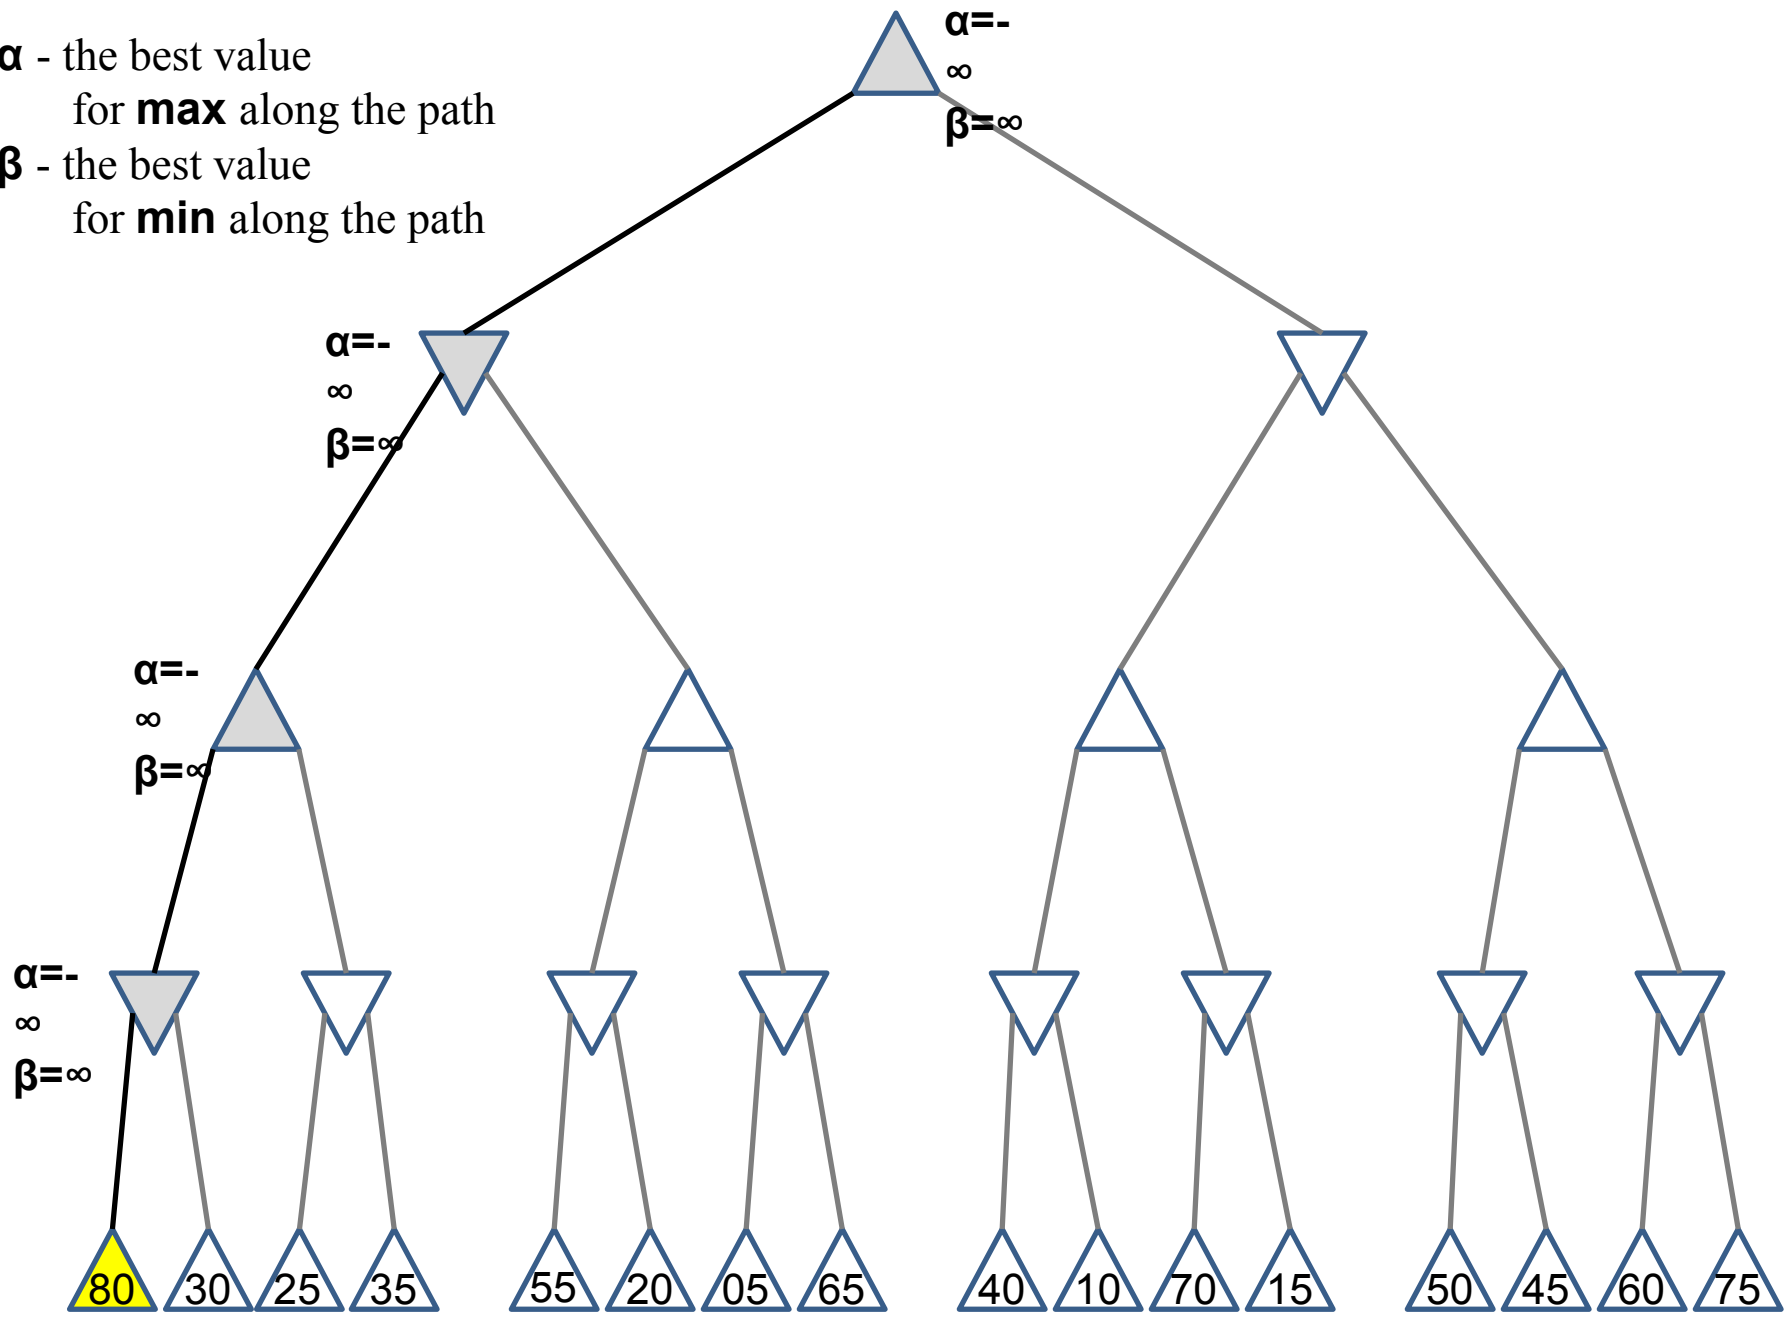 α - the best value
for max along the path
β - the best value
for min along the path
α=-
∞
β=∞
α=-
∞
β=∞
α=-
∞
β=∞
α=-
∞
β=∞
80 30 25 35 55 20 05 65 40 10 70 15 50 45 60 75